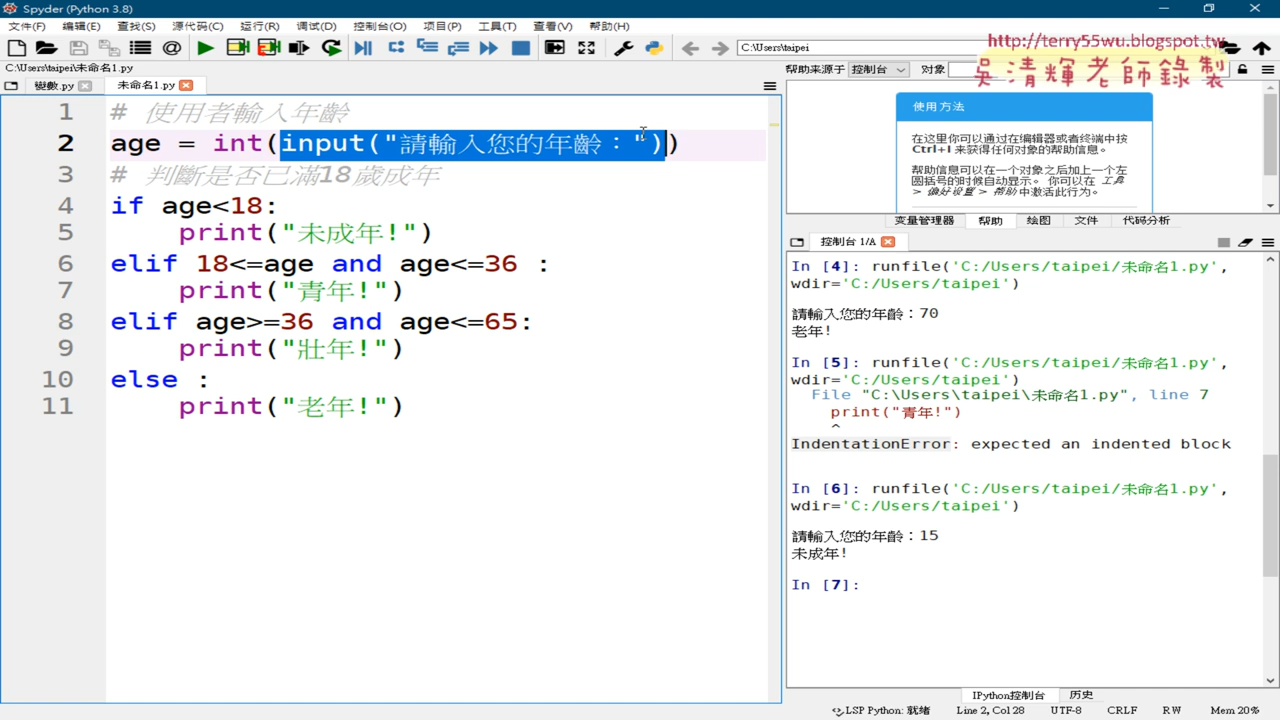 Spyder (Python 3.8)
文件(F) 编辑(E) 查找(S) 源代码(C) 运行(R) 调试(D) 控制台(O) 项目(P) 工具(T) 查看(V) 帮助(H)
C:\Users\taipei
http://terry55wu.blogspot.tw
吳清輝老師錄製
C:\Users\taipei\未命名1.py
帮助来源于 控制台 对象
變數.py 未命名1.py
1 # 使用者輸入年齡
2 age = int(input("請輸入您的年齡："))
3 # 判斷是否已滿18歲成年
4 if age<18:
5 print("未成年!")
6 elif 18<=age and age<=36 :
7 print("青年!")
8 elif age>=36 and age<=65:
9 print("壯年!")
10 else :
11 print("老年!")
使用方法
在这里你可以通过在编辑器或者终端中按
Ctrl+I 来获得任何对象的帮助信息。
帮助信息可以在一个对象之后加上一个左
圆括号的时候自动显示。 你可以在 工具
> 偏好设置 > 帮助 中激活此行为。
变量管理器 帮助 绘图 文件 代码分析
控制台 1/A
In [4]: runfile('C:/Users/taipei/未命名1.py',
wdir='C:/Users/taipei')
請輸入您的年齡：70
老年!
In [5]: runfile('C:/Users/taipei/未命名1.py',
wdir='C:/Users/taipei')
File "C:\Users\taipei\未命名1.py", line 7
print("青年!")
^
IndentationError: expected an indented block
In [6]: runfile('C:/Users/taipei/未命名1.py',
wdir='C:/Users/taipei')
請輸入您的年齡：15
未成年!
In [7]:
IPython控制台 历史
LSP Python: 就绪 Line 2, Col 28 UTF-8 CRLF RW Mem 20%